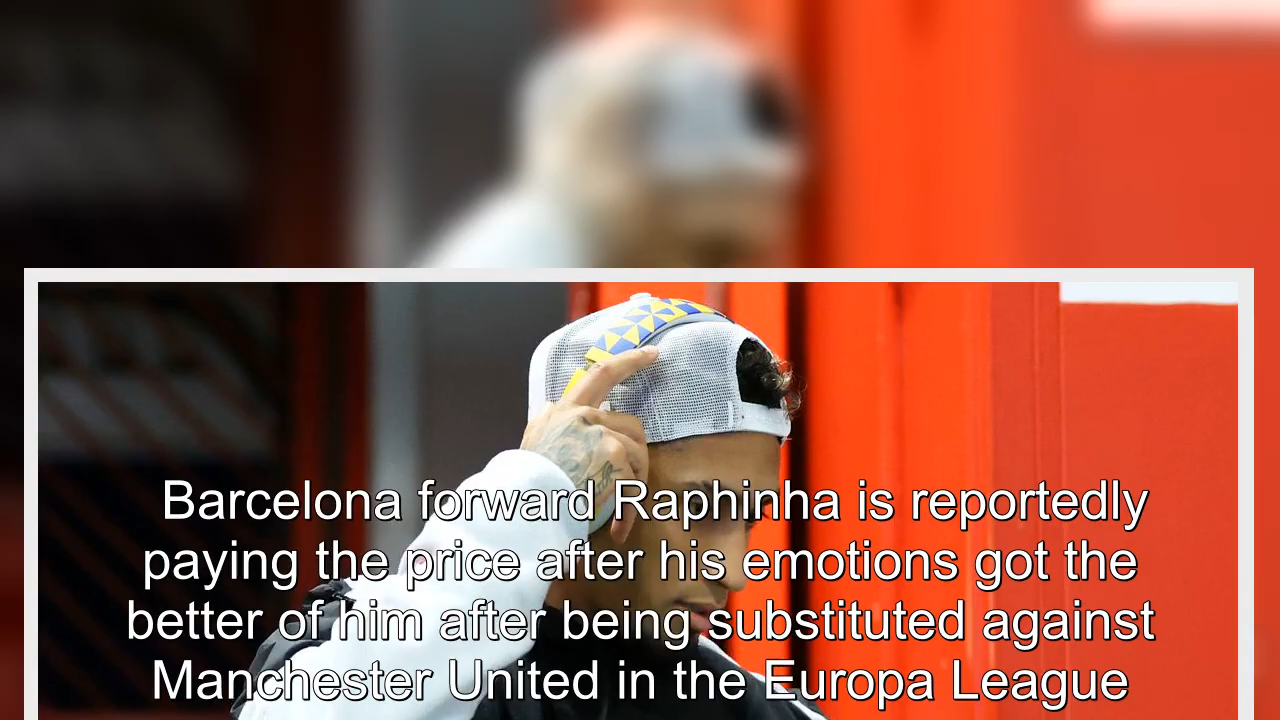 Barcelona forward Raphinha is reportedly
paying the price after his emotions got the
better of him after being substituted against
Manchester United in the Europa League